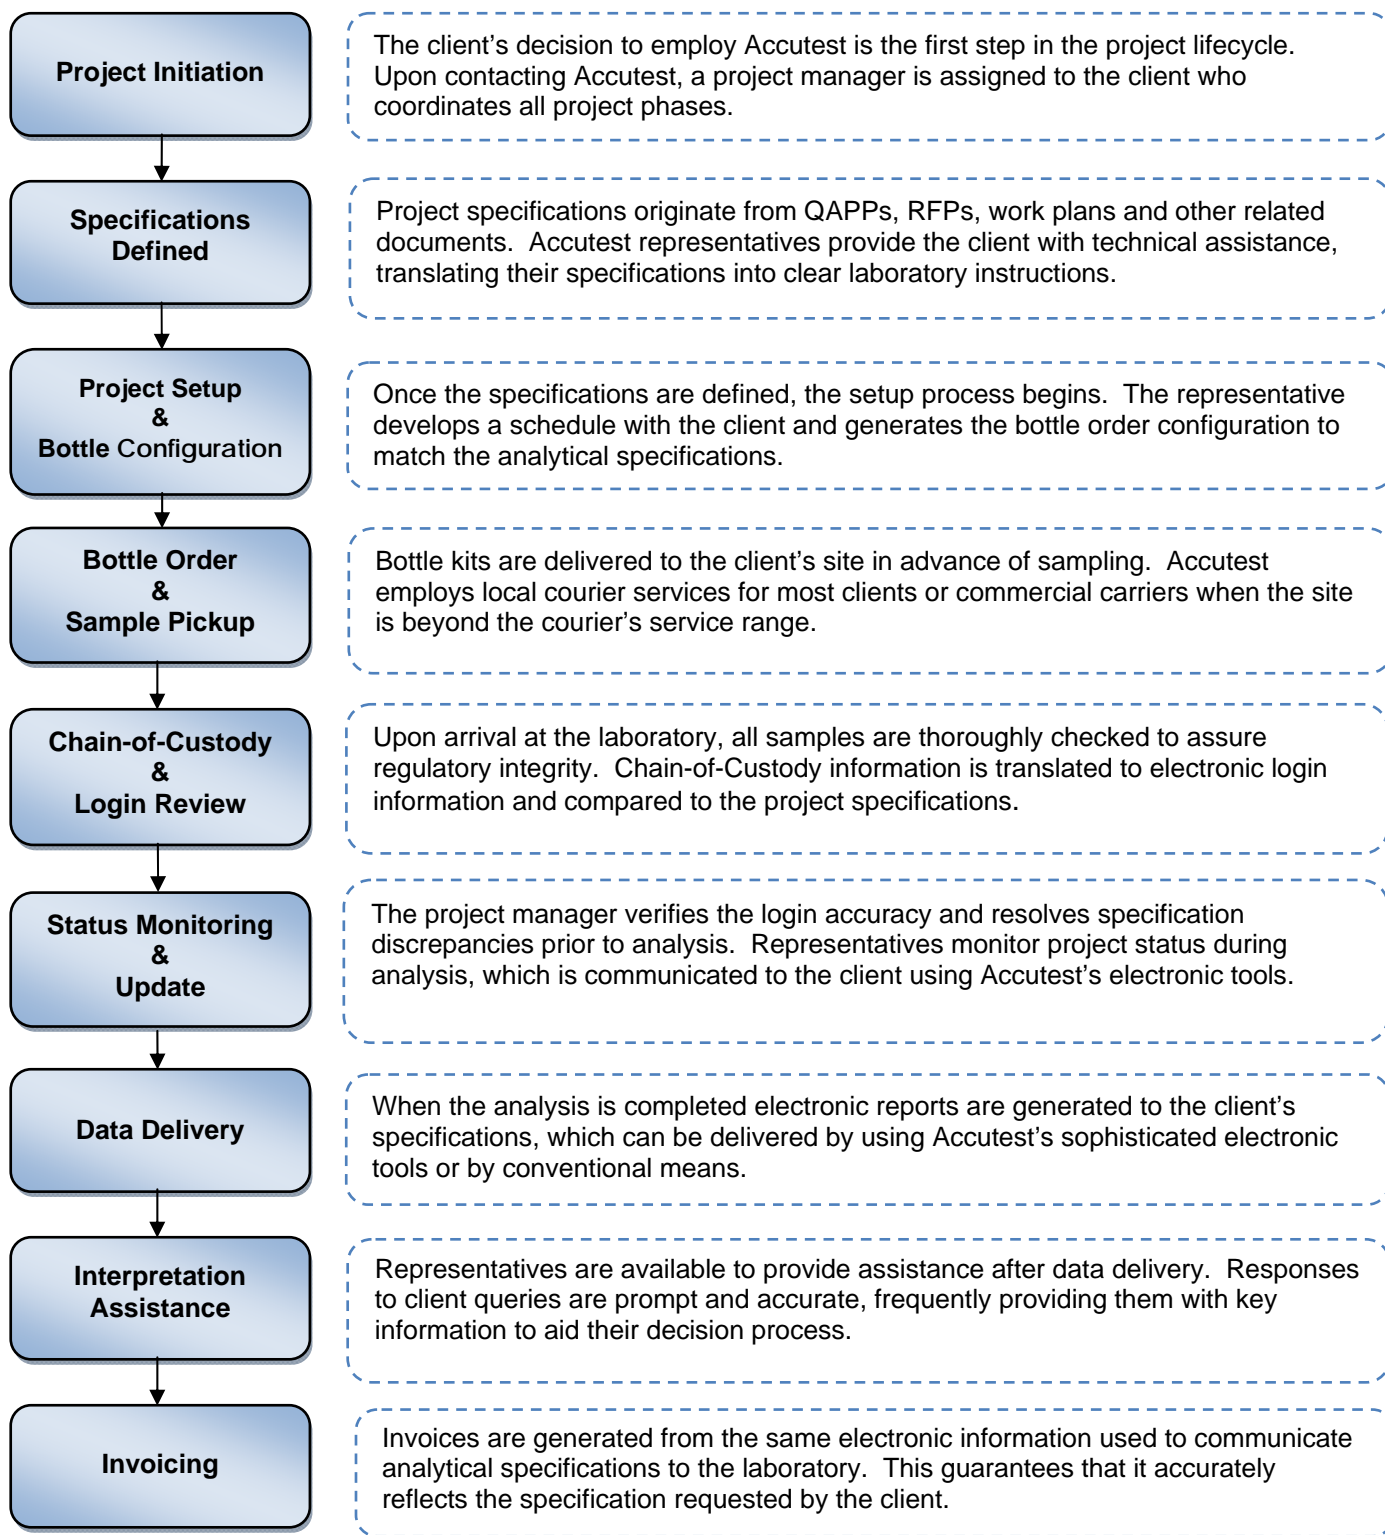 Project Initiation
The client's decision to employ Accutest is the first step in the project lifecycle.
Upon contacting Accutest, a project manager is assigned to the client who
coordinates all project phases.
Specifications
Defined
Project specifications originate from QAPPs, RFPs, work plans and other related
documents.  Accutest representatives provide the client with technical assistance,
translating their specifications into clear laboratory instructions.
Project Setup
&
Bottle Configuration
Once the specifications are defined, the setup process begins.  The representative
develops a schedule with the client and generates the bottle order configuration to
match the analytical specifications.
Bottle Order
&
Sample Pickup
Bottle kits are delivered to the client's site in advance of sampling.  Accutest
employs local courier services for most clients or commercial carriers when the site
is beyond the courier's service range.
Chain-of-Custody
&
Login Review
Upon arrival at the laboratory, all samples are thoroughly checked to assure
regulatory integrity.  Chain-of-Custody information is translated to electronic login
information and compared to the project specifications.
Status Monitoring
&
Update
The project manager verifies the login accuracy and resolves specification
discrepancies prior to analysis.  Representatives monitor project status during
analysis, which is communicated to the client using Accutest's electronic tools.
Data Delivery
When the analysis is completed electronic reports are generated to the client's
specifications, which can be delivered by using Accutest's sophisticated electronic
tools or by conventional means.
Interpretation
Assistance
Representatives are available to provide assistance after data delivery.  Responses
to client queries are prompt and accurate, frequently providing them with key
information to aid their decision process.
Invoicing
Invoices are generated from the same electronic information used to communicate
analytical specifications to the laboratory.  This guarantees that it accurately
reflects the specification requested by the client.